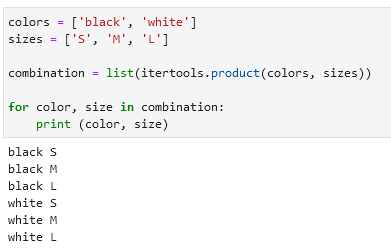 colors = ['black', 'white']
sizes = ['S', 'M', 'L']
combination = list(itertools.product(colors, sizes))
for color, size in combination:
    print (color, size)
black S
black M
black L
white S
white M
white L